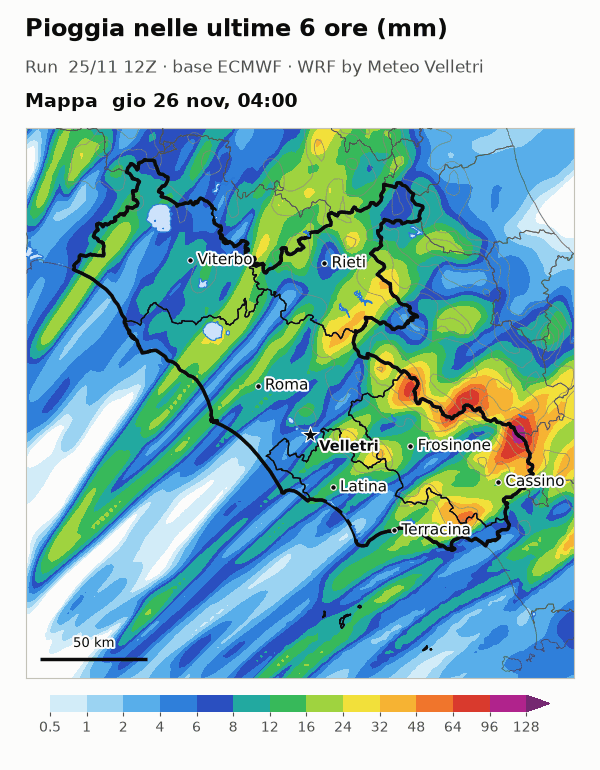 Pioggia nelle ultime 6 ore (mm)
Run  25/11 12Z · base ECMWF · WRF by Meteo Velletri
Mappa  gio 26 nov, 04:00
Viterbo
Rieti
Roma
Velletri
Frosinone
Cassino
Latina
Terracina
50 km
0.5 1 2 4 6 8 12 16 24 32 48 64 96 128